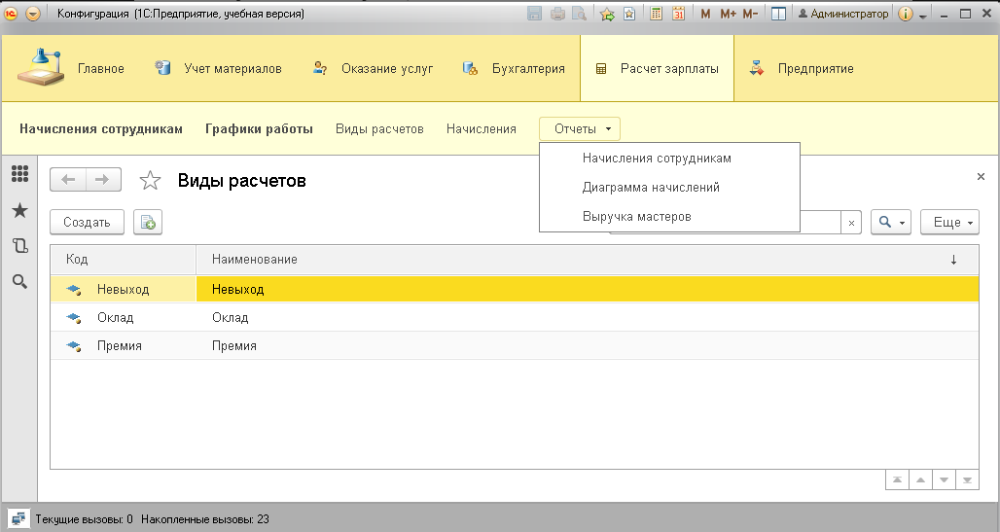 Конфигурация (1С:Предприятие, учебная версия) M M+ M- Администратор
Главное Учет материалов Оказание услуг Бухгалтерия Расчет зарплаты Предприятие
Начисления сотрудникам Графики работы Виды расчетов Начисления Отчеты
Начисления сотрудникам
Диаграмма начислений
Выручка мастеров
Виды расчетов
Создать Еще
Код Наименование
Невыход Невыход
Оклад Оклад
Премия Премия
Текущие вызовы: 0 Накопленные вызовы: 23